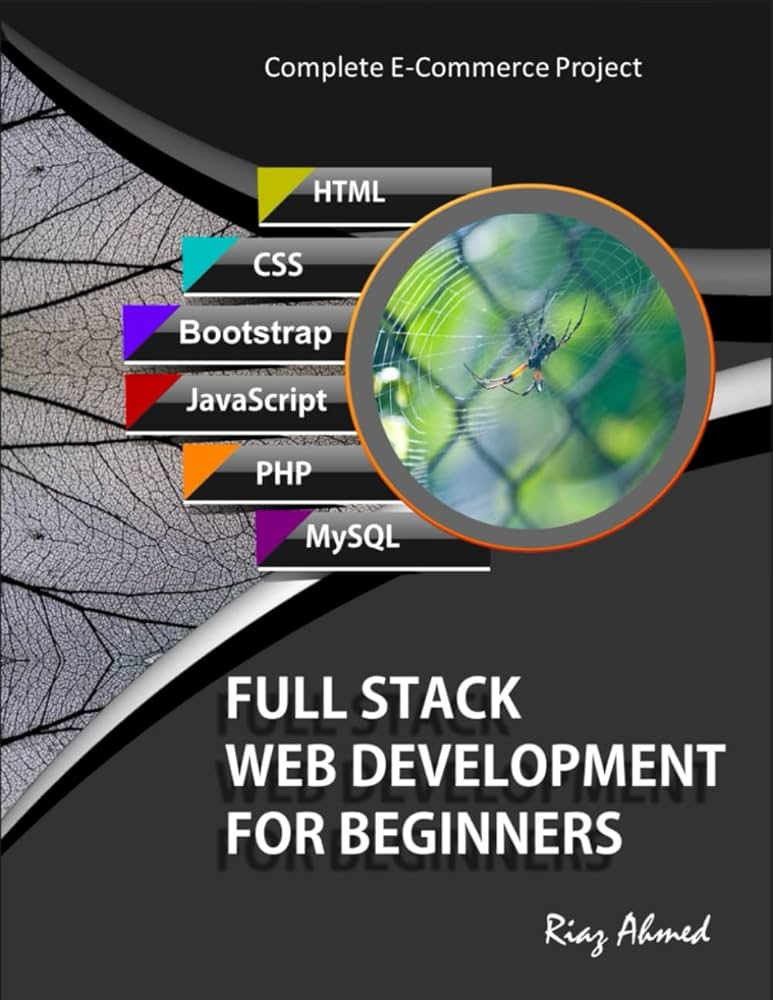 Complete E-Commerce Project
HTML
CSS
Bootstrap
JavaScript
PHP
MySQL
FULL STACK
WEB DEVELOPMENT
FOR BEGINNERS
Riaz Ahmed